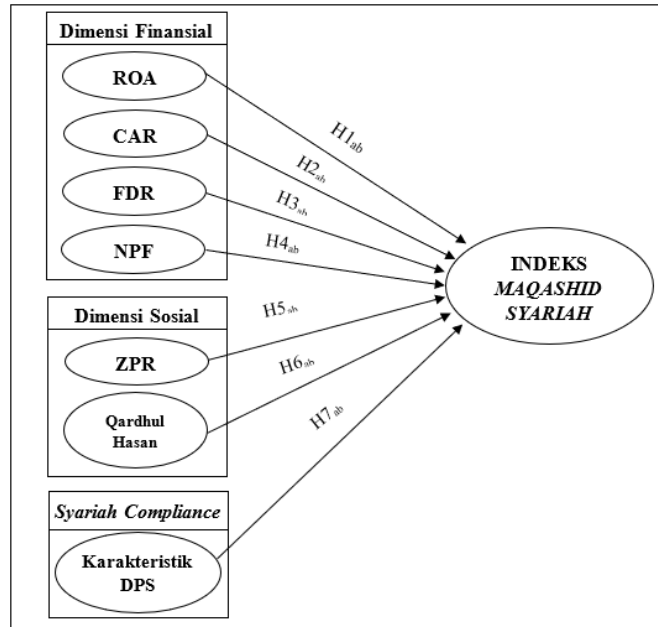 Dimensi Finansial
ROA
CAR
FDR
NPF
H1ab
H2ab
H3ab
H4ab
INDEKS
MAQASHID
SYARIAH
Dimensi Sosial
ZPR
Qardhul
Hasan
H5ab
H6ab
H7ab
Syariah Compliance
Karakteristik
DPS